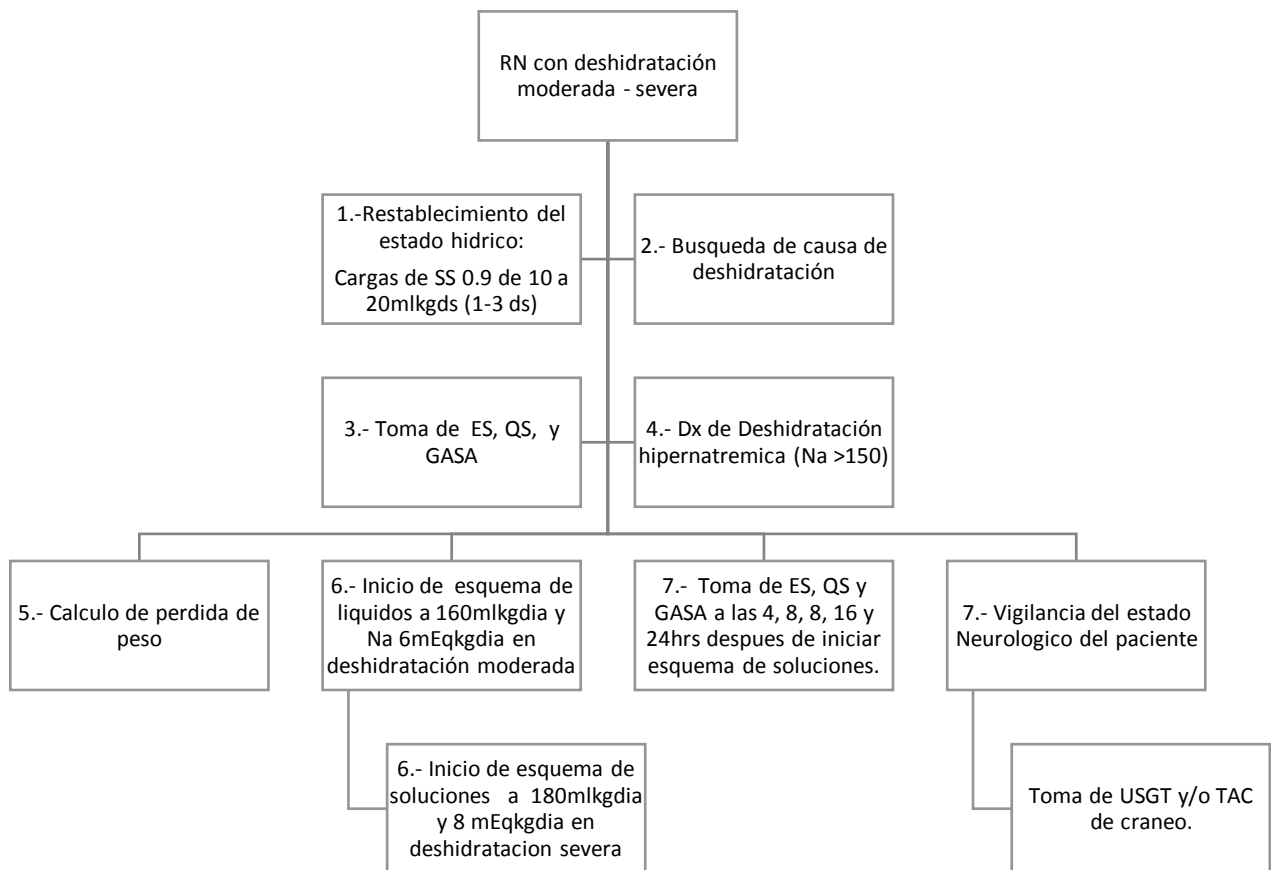 RN con deshidratación
moderada - severa
1.-Restablecimiento del
estado hidrico:
Cargas de SS 0.9 de 10 a
20mlkgds (1-3 ds)
2.- Busqueda de causa de
deshidratación
3.- Toma de ES, QS, y
GASA
4.- Dx de Deshidratación
hipernatremica (Na >150)
5.- Calculo de perdida de
peso
6.- Inicio de esquema de
liquidos a 160mlkgdia y
Na 6mEqkgdia en
deshidratación moderada
7.- Toma de ES, QS y
GASA a las 4, 8, 8, 16 y
24hrs despues de iniciar
esquema de soluciones.
7.- Vigilancia del estado
Neurologico del paciente
6.- Inicio de esquema de
soluciones a 180mlkgdia
y 8 mEqkgdia en
deshidratacion severa
Toma de USGT y/o TAC
de craneo.